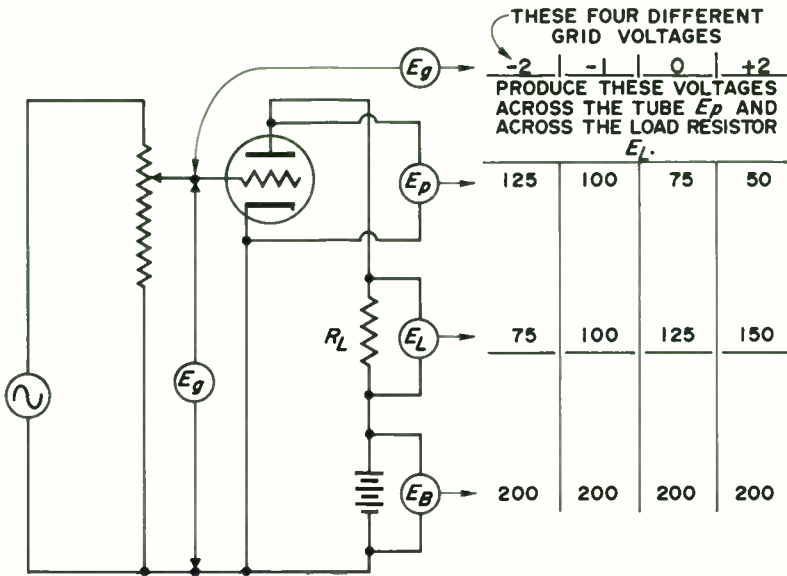 THESE FOUR DIFFERENT
GRID VOLTAGES
Eg
-2 -1 0 +2
PRODUCE THESE VOLTAGES
ACROSS THE TUBE Ep AND
ACROSS THE LOAD RESISTOR
EL.
Ep 125 100 75 50
RL EL 75 100 125 150
Eg
EB 200 200 200 200